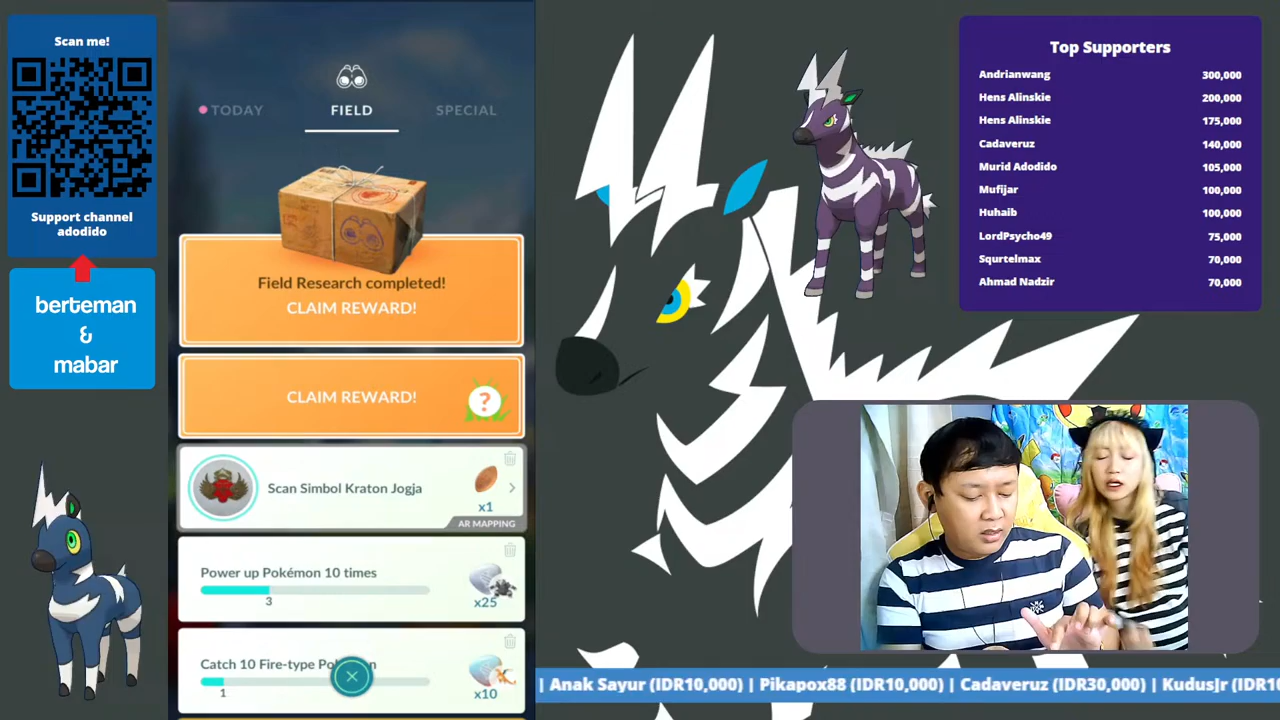 Scan me!
Support channel
adodido
berteman
&
mabar
TODAY
FIELD
SPECIAL
Field Research completed!
CLAIM REWARD!
CLAIM REWARD!
?
Scan Simbol Kraton Jogja
x1
AR MAPPING
Power up Pokémon 10 times
3
x25
Catch 10 Fire-type
1
x10
Top Supporters
Andrianwang 300,000
Hens Alinskie 200,000
Hens Alinskie 175,000
Cadaveruz 140,000
Murid Adodido 105,000
Mufijar 100,000
Huhaib 100,000
LordPsycho49 75,000
Squrtelmax 70,000
Ahmad Nadzir 70,000
| Anak Sayur (IDR10,000) | Pikapox88 (IDR10,000) | Cadaveruz (IDR30,000) |